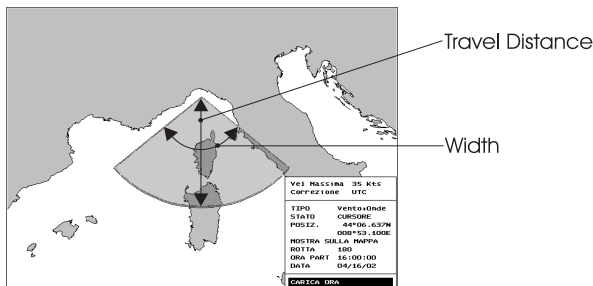 Travel Distance
Width
Vel Massima 35 Kts
Correzione UTC
TIPO Vento+Onde
STATO CURSORE
POSIZ. 44°06.637N
008°53.100E
MOSTRA SULLA MAPPA
ROTTA 180
ORA PART 16:00:00
DATA 04/16/02
CARICA ORA